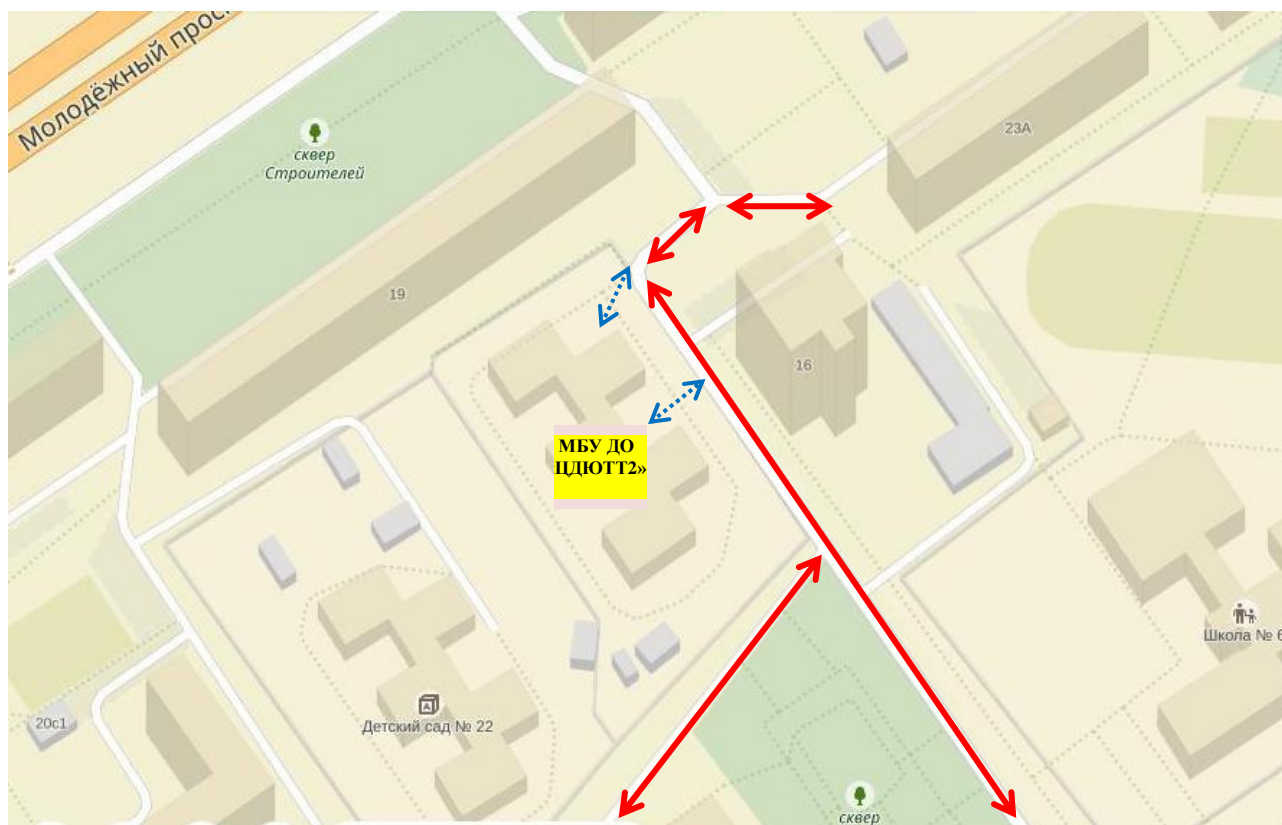 Молодёжный прос
сквер
Строителей
23А
19
16
МБУ ДО
ЦДЮТТ2»
Школа № 6
Детский сад № 22
20с1
сквер